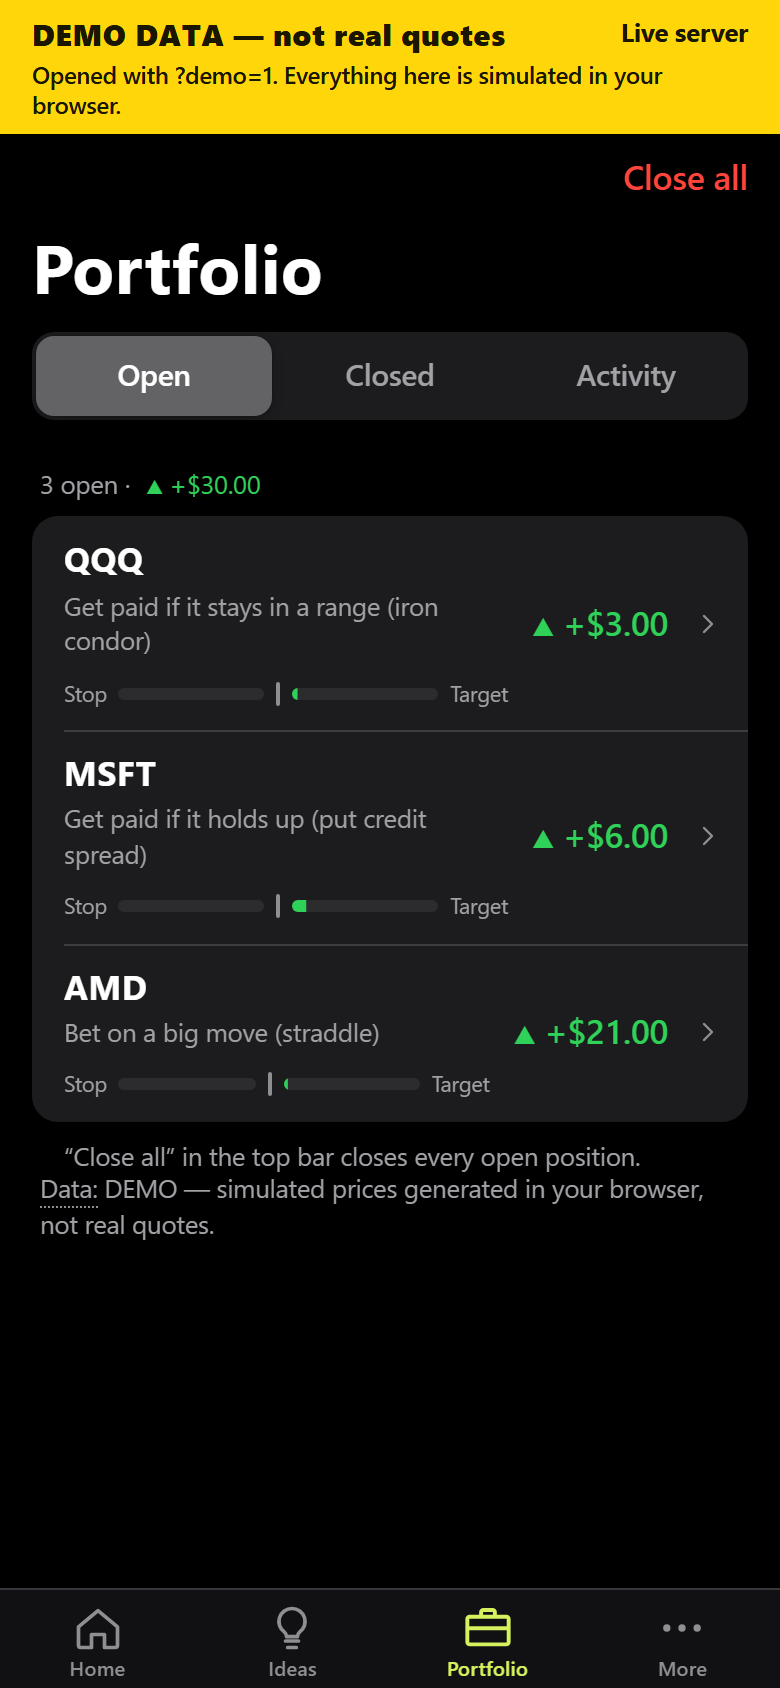 DEMO DATA — not real quotes
Live server
Opened with ?demo=1. Everything here is simulated in your
browser.
Close all
Portfolio
Open
Closed
Activity
3 open · ▲ +$30.00
QQQ
Get paid if it stays in a range (iron
condor)
▲ +$3.00
Stop
Target
MSFT
Get paid if it holds up (put credit
spread)
▲ +$6.00
Stop
Target
AMD
Bet on a big move (straddle)
▲ +$21.00
Stop
Target
“Close all” in the top bar closes every open position.
Data: DEMO — simulated prices generated in your browser,
not real quotes.
Home
Ideas
Portfolio
More